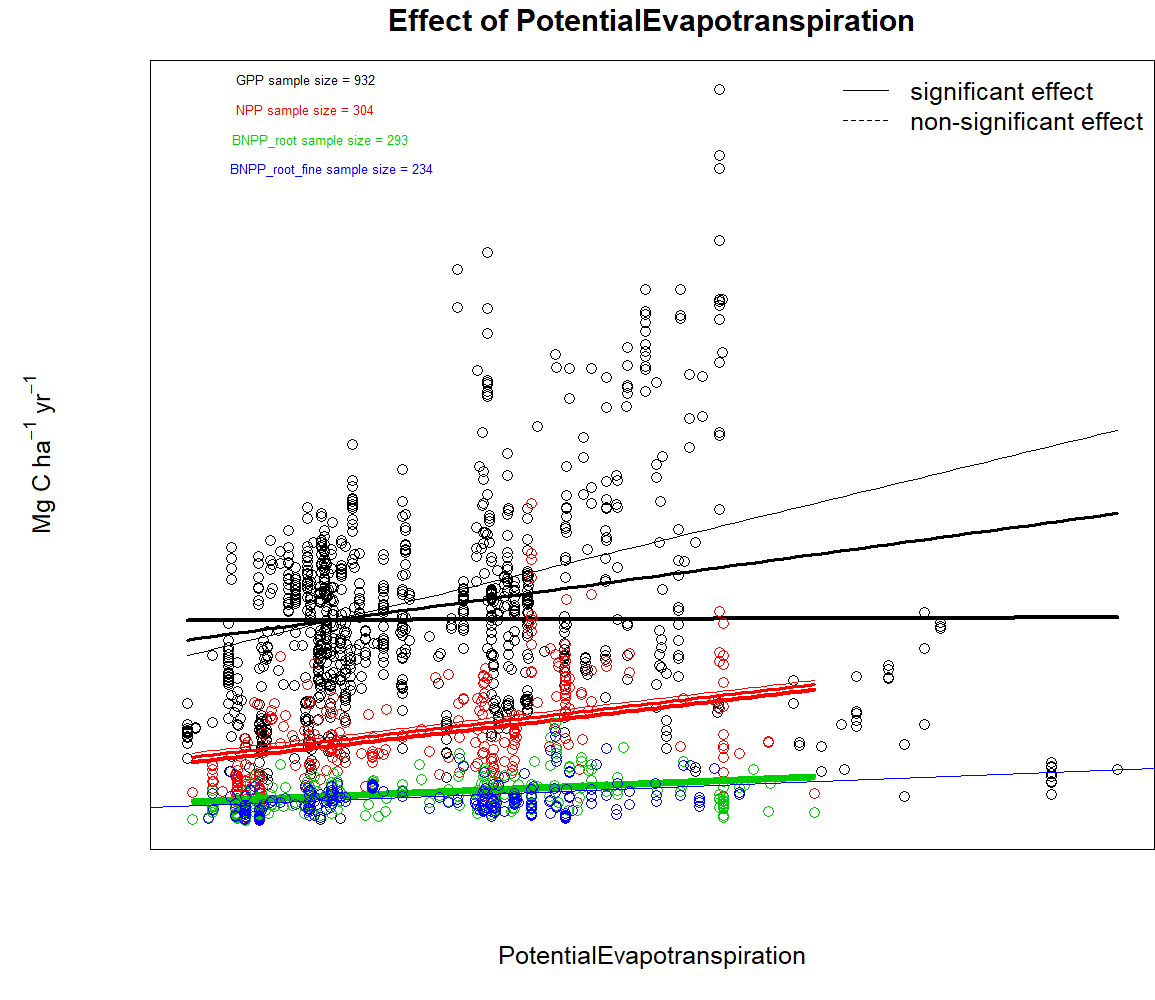 Effect of PotentialEvapotranspiration
GPP sample size = 932
NPP sample size = 304
BNPP_root sample size = 293
BNPP_root_fine sample size = 234
significant effect
non-significant effect
Mg C ha⁻¹ yr⁻¹
PotentialEvapotranspiration